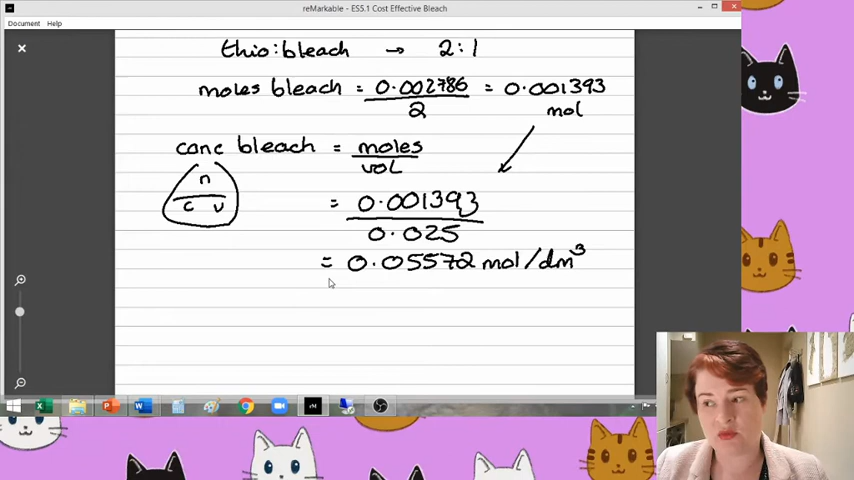 reMarkable - ES5.1 Cost Effective Bleach
Document Help
thio:bleach → 2:1
moles bleach = 0.002786 / 2 = 0.001393 mol
conc bleach = moles / vol
n
c v
= 0.001393 / 0.025
= 0.05572 mol/dm³